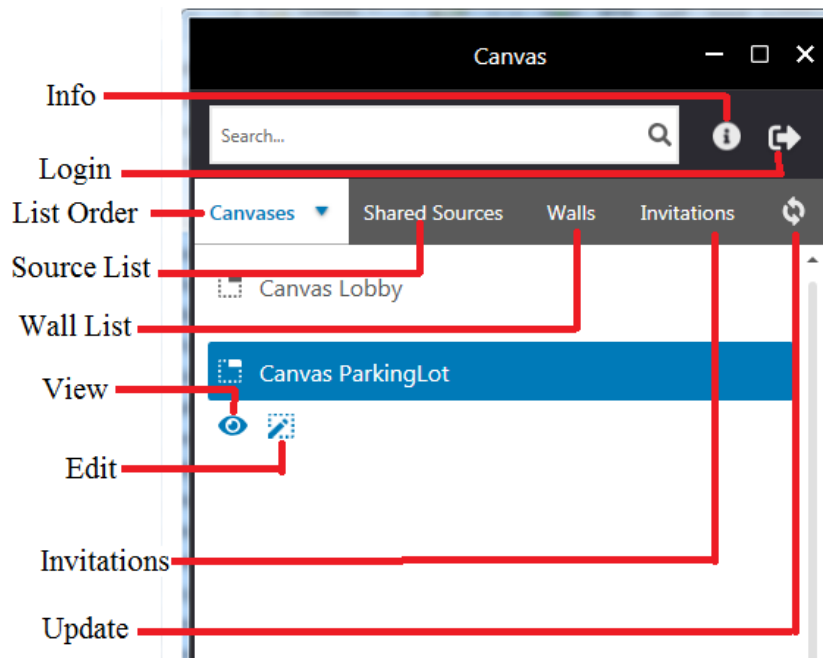 Canvas
Info
Search...
Login
List Order
Canvases Shared Sources Walls Invitations
Source List
Canvas Lobby
Wall List
Canvas ParkingLot
View
Edit
Invitations
Update